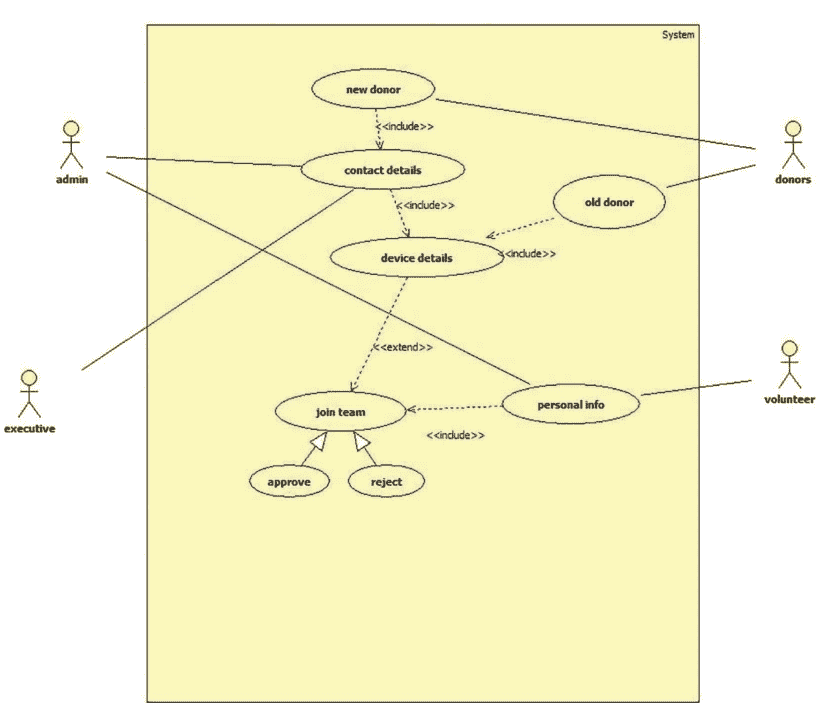 System
new donor
<<include>>
admin
contact details
donors
old donor
<<include>>
device details
<<include>>
<<extend>>
volunteer
executive
join team
personal info
<<include>>
approve
reject